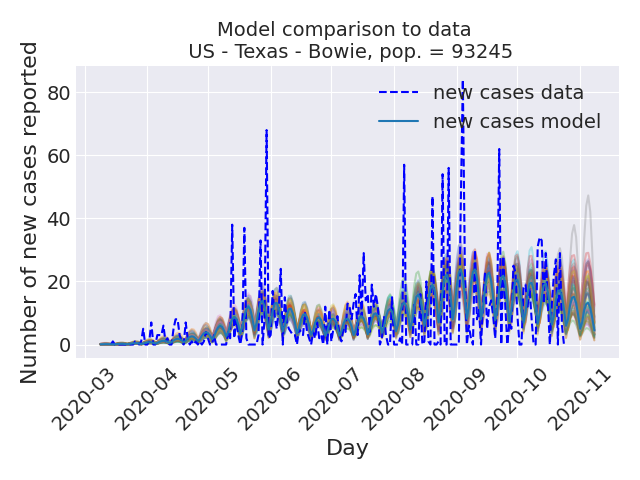 Model comparison to data
US - Texas - Bowie, pop. = 93245
Number of new cases reported
80
60
40
20
0
new cases data
new cases model
2020-03
2020-04
2020-05
2020-06
2020-07
2020-08
2020-09
2020-10
2020-11
Day